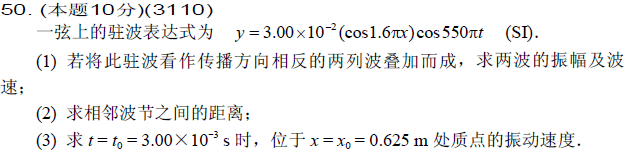 50. (本题10分)(3110)
一弦上的驻波表达式为 y = 3.00×10⁻²(cos1.6πx)cos550πt (SI).
(1) 若将此驻波看作传播方向相反的两列波叠加而成，求两波的振幅及波
速；
(2) 求相邻波节之间的距离；
(3) 求 t = t₀ = 3.00×10⁻³ s 时，位于 x = x₀ = 0.625 m 处质点的振动速度．